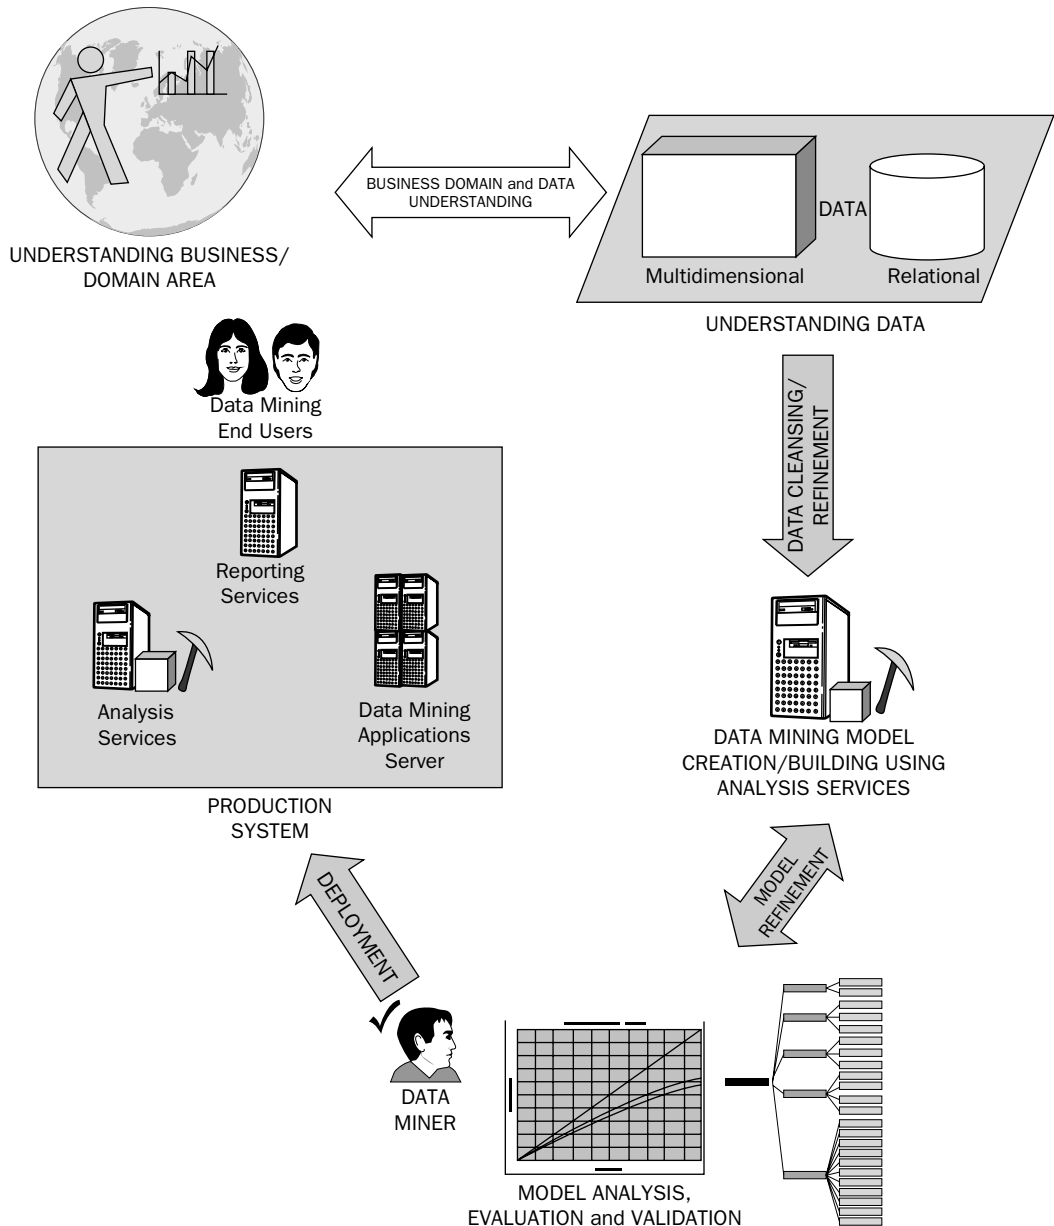 BUSINESS DOMAIN and DATA
UNDERSTANDING
DATA
Multidimensional
Relational
UNDERSTANDING BUSINESS/
DOMAIN AREA
UNDERSTANDING DATA
Data Mining
End Users
DATA CLEANSING/
REFINEMENT
Reporting
Services
Analysis
Services
Data Mining
Applications
Server
DATA MINING MODEL
CREATION/BUILDING USING
ANALYSIS SERVICES
PRODUCTION
SYSTEM
MODEL
REFINEMENT
DEPLOYMENT
DATA
MINER
MODEL ANALYSIS,
EVALUATION and VALIDATION